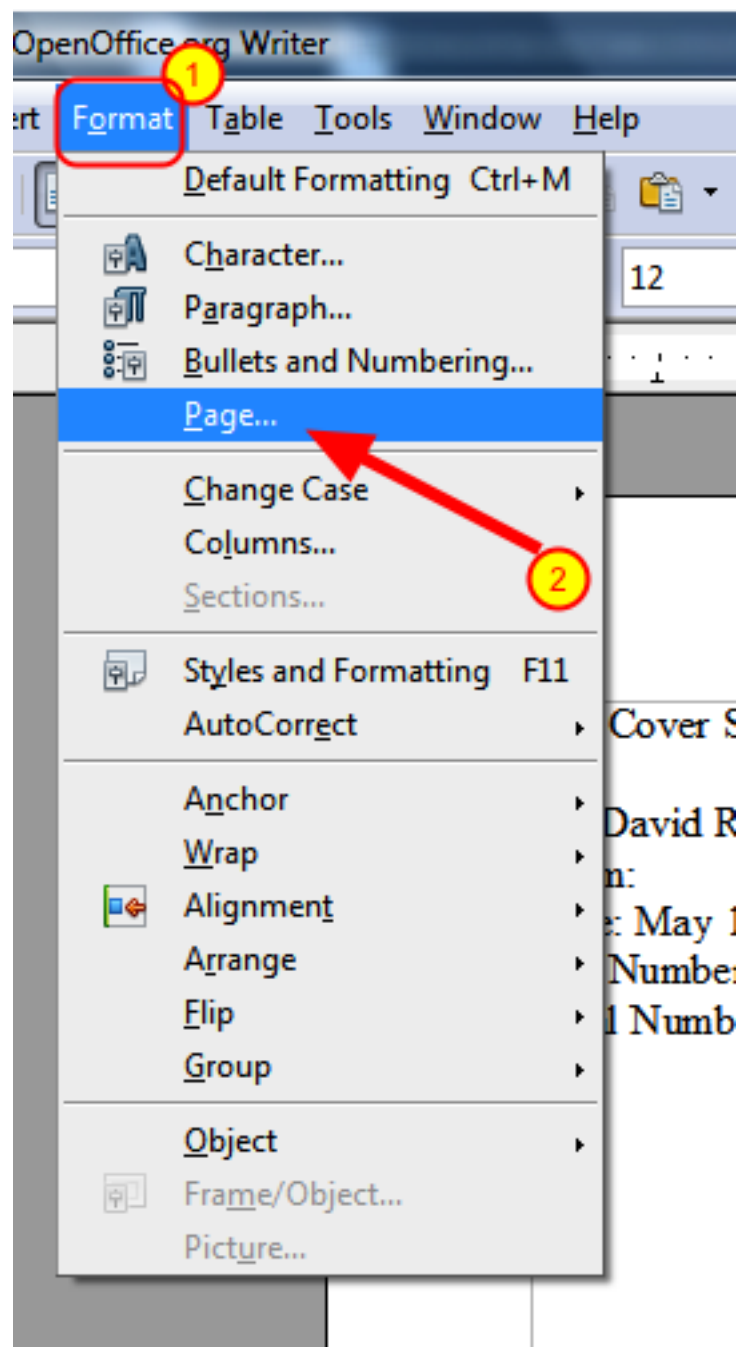 OpenOffice.org Writer
1
ert Format Table Tools Window Help
Default Formatting Ctrl+M
Character...
12
Paragraph...
Bullets and Numbering...
Page...
Change Case
Columns...
2
Sections...
Styles and Formatting F11
AutoCorrect
Cover S
Anchor
David R
Wrap
m:
Alignment
e: May 1
Arrange
Number
Flip
l Numb
Group
Object
Frame/Object...
Picture...